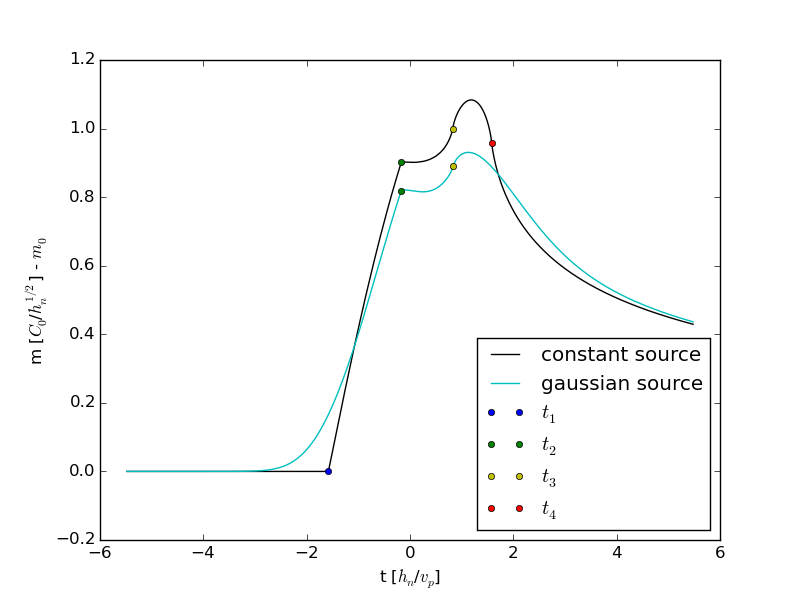 1.2
1.0
0.8
0.6
0.4
0.2
0.0
−0.2
−6
−4
−2
0
2
4
6
m [C₀/hₙ^1/2] - m₀
t [hₙ/vₚ]
constant source
gaussian source
t₁
t₂
t₃
t₄